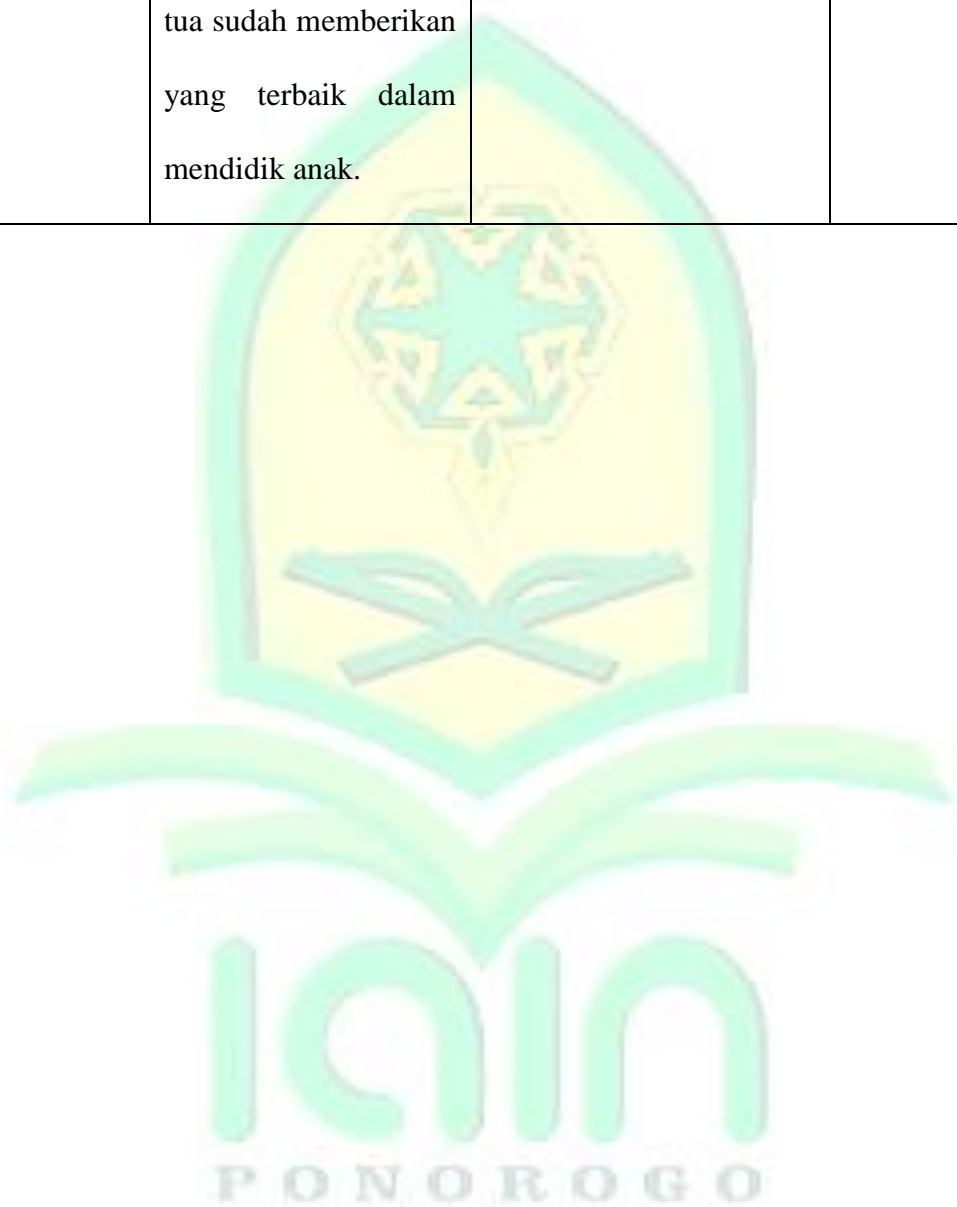 tua sudah memberikan
yang terbaik dalam
mendidik anak.
iain
PONOROGO